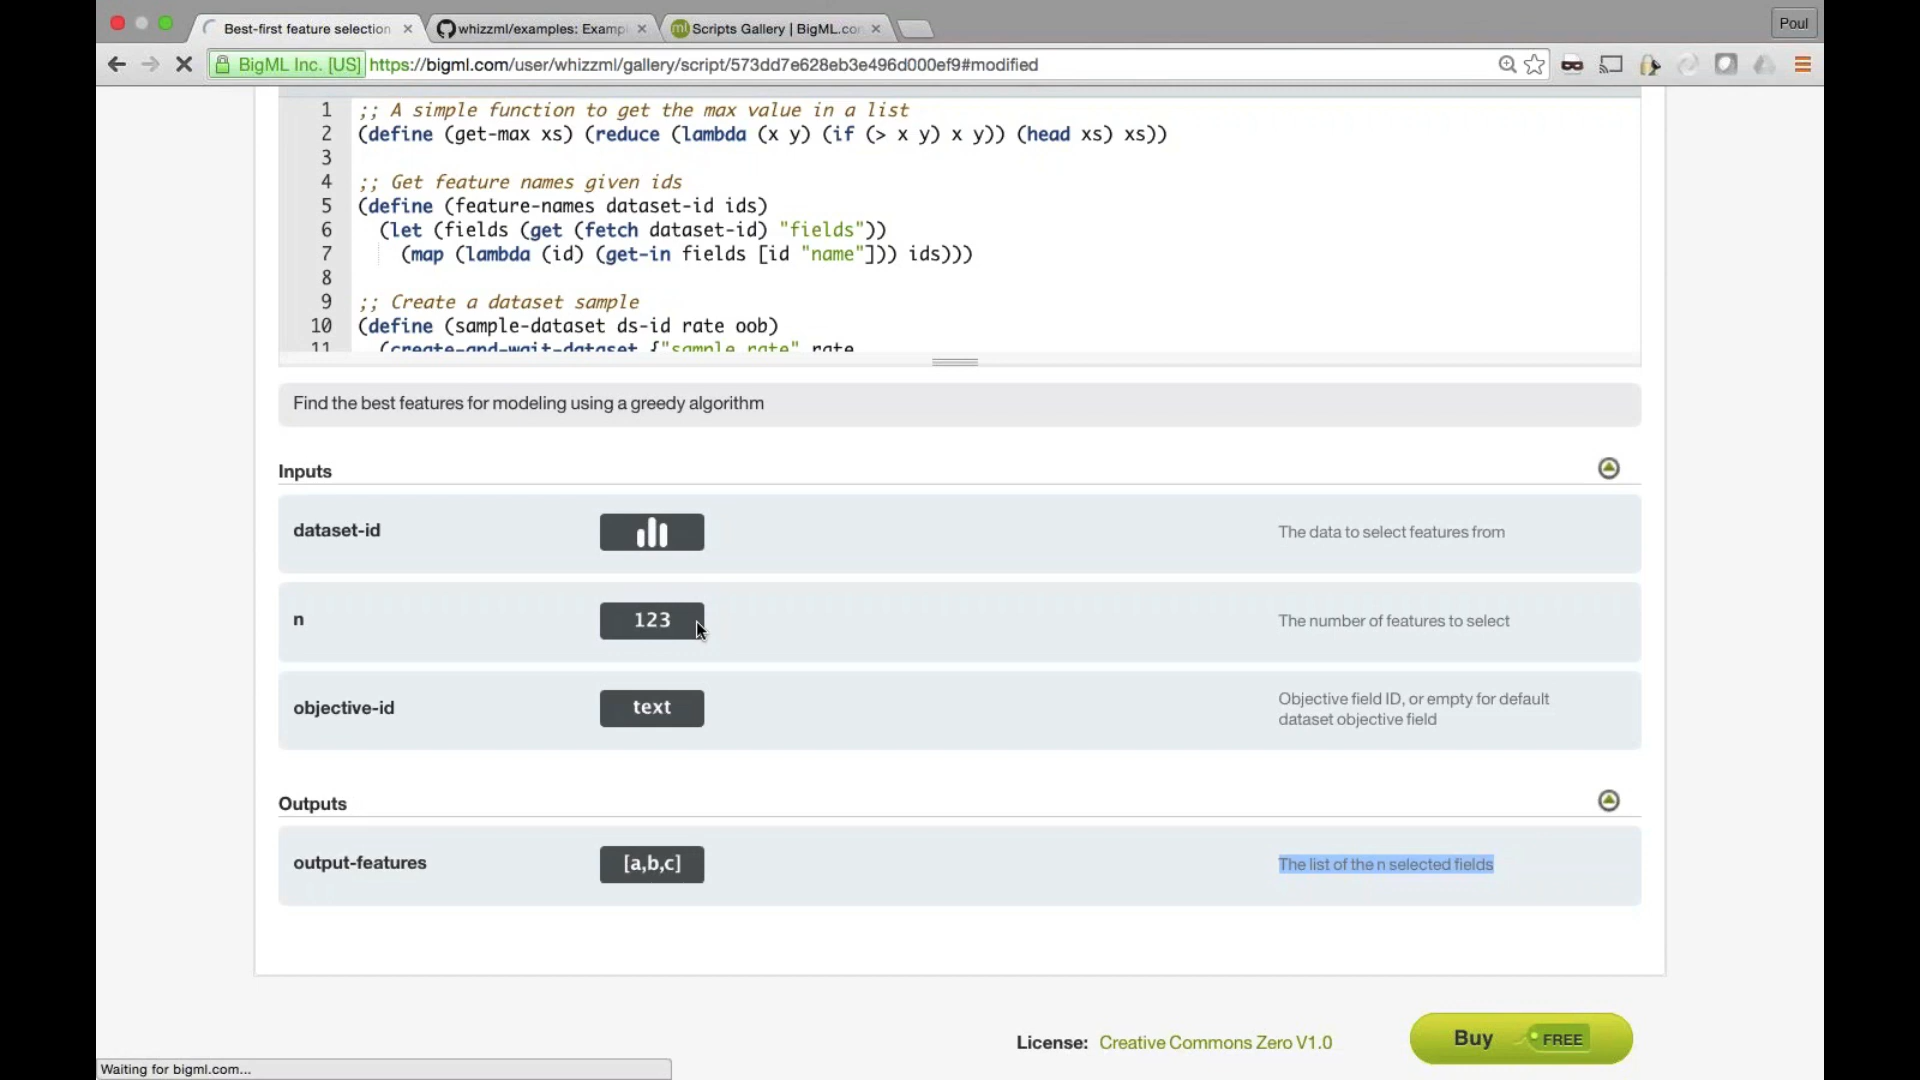 Best-first feature selection
whizzml/examples: Examp
Scripts Gallery | BigML.co
Poul
BigML Inc. [US] https://bigml.com/user/whizzml/gallery/script/573dd7e628eb3e496d000ef9#modified
1 ;; A simple function to get the max value in a list
2 (define (get-max xs) (reduce (lambda (x y) (if (> x y) x y)) (head xs) xs))
3
4 ;; Get feature names given ids
5 (define (feature-names dataset-id ids)
6 (let (fields (get (fetch dataset-id) "fields"))
7 (map (lambda (id) (get-in fields [id "name"])) ids)))
8
9 ;; Create a dataset sample
10 (define (sample-dataset ds-id rate oob)
11 (create-and-wait-dataset {"sample_rate" rate
Find the best features for modeling using a greedy algorithm
Inputs
dataset-id The data to select features from
n 123 The number of features to select
objective-id text Objective field ID, or empty for default
dataset objective field
Outputs
output-features [a,b,c] The list of the n selected fields
License: Creative Commons Zero V1.0
Buy FREE
Waiting for bigml.com...